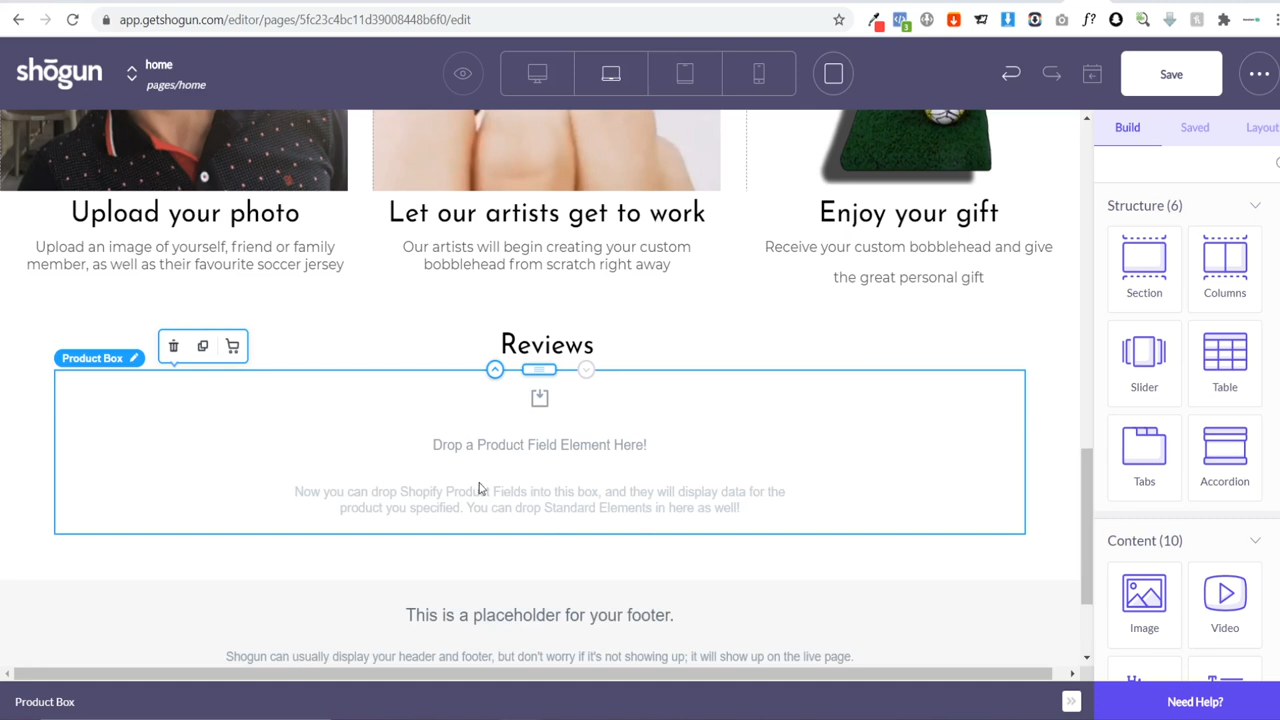 app.getshogun.com/editor/pages/5fc23c4bc11d39008448b6f0/edit
3
f?
shōgun
home
pages/home
Save
Build
Saved
Layout
Upload your photo
Let our artists get to work
Enjoy your gift
Upload an image of yourself, friend or family
member, as well as their favourite soccer jersey
Our artists will begin creating your custom
bobblehead from scratch right away
Receive your custom bobblehead and give
the great personal gift
Structure (6)
Section
Columns
Reviews
Product Box
Slider
Table
Drop a Product Field Element Here!
Now you can drop Shopify Product Fields into this box, and they will display data for the
product you specified. You can drop Standard Elements in here as well!
Tabs
Accordion
Content (10)
Image
Video
This is a placeholder for your footer.
Shogun can usually display your header and footer, but don't worry if it's not showing up; it will show up on the live page.
Product Box
Need Help?